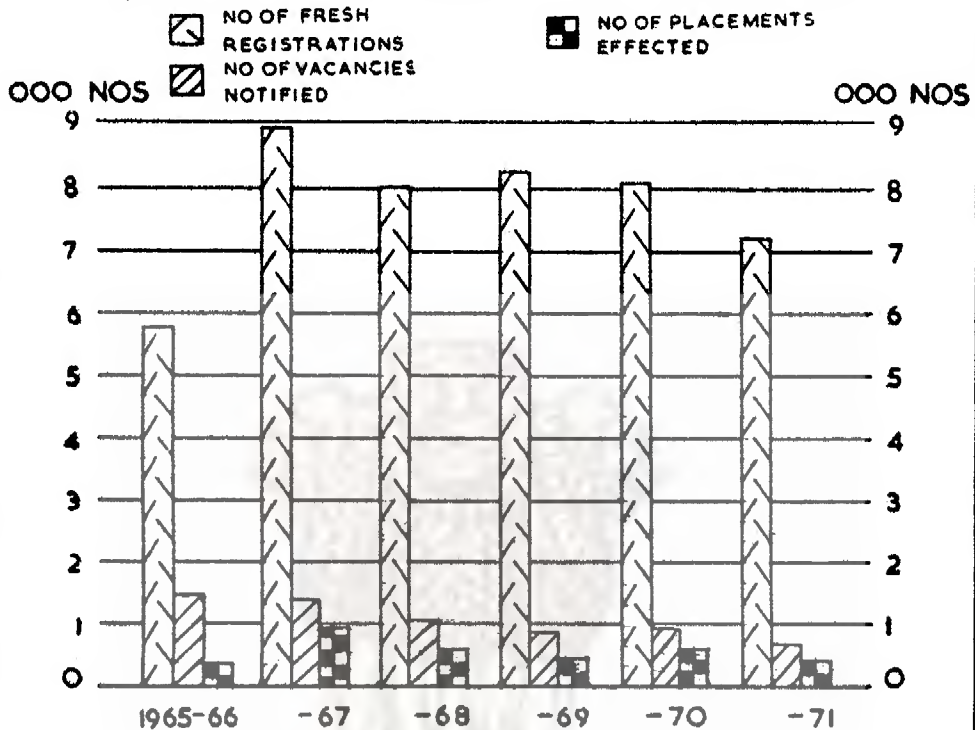 NO OF FRESH
REGISTRATIONS
NO OF VACANCIES
NOTIFIED
NO OF PLACEMENTS
EFFECTED
000 NOS
000 NOS
9 9
8 8
7 7
6 6
5 5
4 4
3 3
2 2
1 1
0 0
1965-66 -67 -68 -69 -70 -71